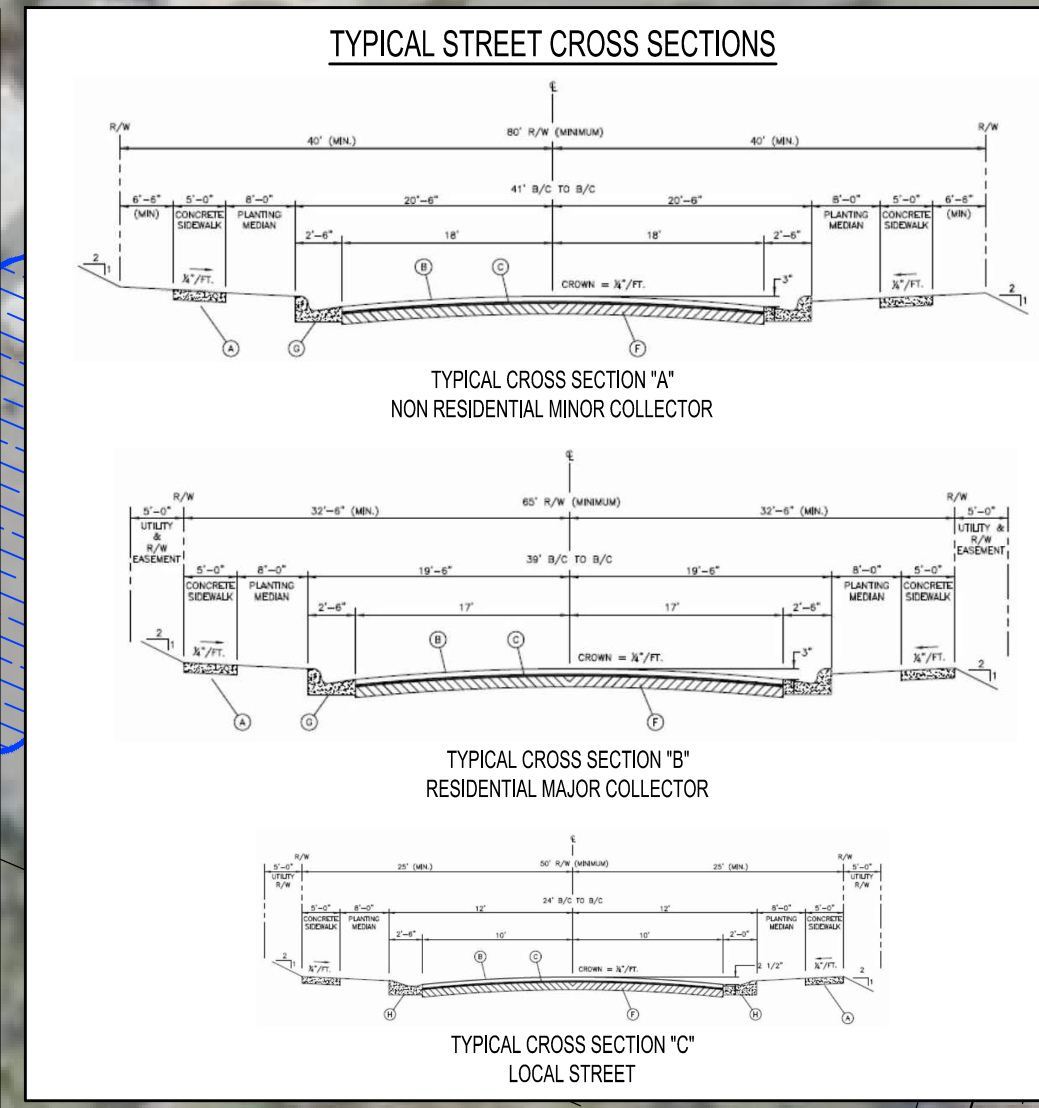 TYPICAL STREET CROSS SECTIONS
℄
R/W 80' R/W (MINIMUM) R/W
40' (MIN.) 40' (MIN.)
41' B/C TO B/C
6'-6" 5'-0" 8'-0" 20'-6" 20'-6" 8'-0" 5'-0" 6'-6"
(MIN) CONCRETE SIDEWALK PLANTING MEDIAN PLANTING MEDIAN CONCRETE SIDEWALK (MIN)
2'-6" 18' 18' 2'-6"
2 1 ¼"/FT. B C CROWN = ¼"/FT. 3" ¼"/FT. 2 1
A G F
TYPICAL CROSS SECTION "A"
NON RESIDENTIAL MINOR COLLECTOR
℄
R/W 65' R/W (MINIMUM) R/W
5'-0" 32'-6" (MIN.) 32'-6" (MIN.) 5'-0"
UTILITY & R/W EASEMENT UTILITY & R/W EASEMENT
39' B/C TO B/C
5'-0" 8'-0" 19'-6" 19'-6" 8'-0" 5'-0"
CONCRETE SIDEWALK PLANTING MEDIAN PLANTING MEDIAN CONCRETE SIDEWALK
2'-6" 17' 17' 2'-6"
2 1 ¼"/FT. B C CROWN = ¼"/FT. 3" ¼"/FT. 2 1
A G F
TYPICAL CROSS SECTION "B"
RESIDENTIAL MAJOR COLLECTOR
℄
R/W 50' R/W (MINIMUM) R/W
5'-0" 25' (MIN.) 25' (MIN.) 5'-0"
UTILITY R/W UTILITY R/W
24' B/C TO B/C
5'-0" 8'-0" 12' 12' 8'-0" 5'-0"
CONCRETE SIDEWALK PLANTING MEDIAN PLANTING MEDIAN CONCRETE SIDEWALK
2'-6" 10' 10' 2'-0"
2 1 ¼"/FT. B C CROWN = ¼"/FT. 2 1/2" ¼"/FT. 2 1
H F H A
TYPICAL CROSS SECTION "C"
LOCAL STREET